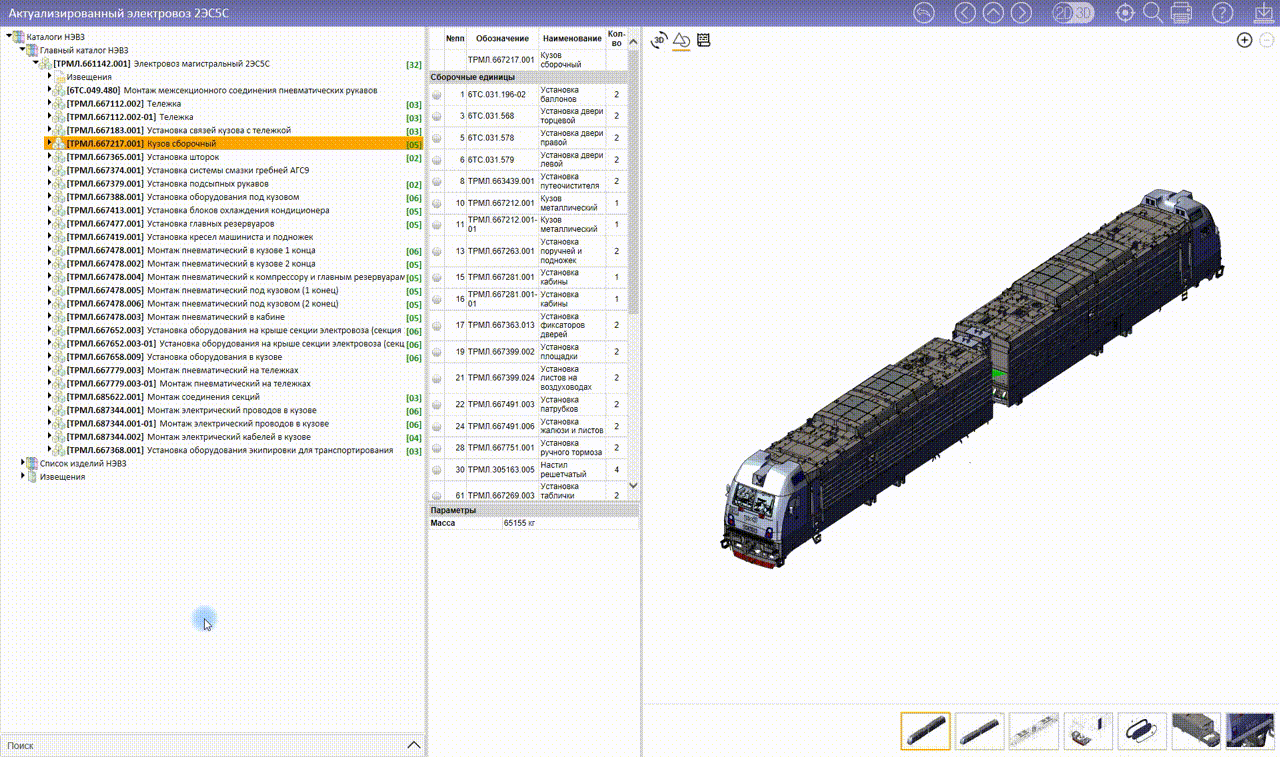 Актуализированный электровоз 2ЭС5С
2D 3D
?
Каталоги НЭВЗ
Главный каталог НЭВЗ
[ТРМЛ.661142.001] Электровоз магистральный 2ЭС5С [32]
Извещения
[6ТС.049.480] Монтаж межсекционного соединения пневматических рукавов
[ТРМЛ.667112.002] Тележка [03]
[ТРМЛ.667112.002-01] Тележка [03]
[ТРМЛ.667183.001] Установка связей кузова с тележкой [03]
[ТРМЛ.667217.001] Кузов сборочный [05]
[ТРМЛ.667365.001] Установка шторок [02]
[ТРМЛ.667374.001] Установка системы смазки гребней АГС9
[ТРМЛ.667379.001] Установка подсыпных рукавов [02]
[ТРМЛ.667388.001] Установка оборудования под кузовом [06]
[ТРМЛ.667413.001] Установка блоков охлаждения кондиционера [05]
[ТРМЛ.667477.001] Установка главных резервуаров [05]
[ТРМЛ.667419.001] Установка кресел машиниста и подножек
[ТРМЛ.667478.001] Монтаж пневматический в кузове 1 конца [06]
[ТРМЛ.667478.002] Монтаж пневматический в кузове 2 конца [05]
[ТРМЛ.667478.004] Монтаж пневматический к компрессору и главным резервуарам [05]
[ТРМЛ.667478.005] Монтаж пневматический под кузовом (1 конец) [05]
[ТРМЛ.667478.006] Монтаж пневматический под кузовом (2 конец) [05]
[ТРМЛ.667478.003] Монтаж пневматический в кабине [05]
[ТРМЛ.667652.003] Установка оборудования на крыше секции электровоза (секция [06]
[ТРМЛ.667652.003-01] Установка оборудования на крыше секции электровоза (секц [06]
[ТРМЛ.667658.009] Установка оборудования в кузове [06]
[ТРМЛ.667779.003] Монтаж пневматический на тележках
[ТРМЛ.667779.003-01] Монтаж пневматический на тележках
[ТРМЛ.685622.001] Монтаж соединения секций [03]
[ТРМЛ.687344.001] Монтаж электрический проводов в кузове [06]
[ТРМЛ.687344.001-01] Монтаж электрический проводов в кузове [06]
[ТРМЛ.687344.002] Монтаж электрический кабелей в кузове [04]
[ТРМЛ.667368.001] Установка оборудования экипировки для транспортирования [03]
Список изделий НЭВЗ
Извещения
Поиск
№пп Обозначение Наименование Кол-
во
ТРМЛ.667217.001 Кузов
сборочный
Сборочные единицы
1 6ТС.031.196-02 Установка
баллонов 2
3 6ТС.031.568 Установка двери
торцевой 2
5 6ТС.031.578 Установка двери
правой 2
6 6ТС.031.579 Установка двери
левой 2
8 ТРМЛ.663439.001 Установка
путеочистителя 2
10 ТРМЛ.667212.001 Кузов
металлический 1
11 ТРМЛ.667212.001-
01 Кузов
металлический 1
13 ТРМЛ.667263.001 Установка
поручней и
подножек 2
15 ТРМЛ.667281.001 Установка
кабины 1
16 ТРМЛ.667281.001-
01 Установка
кабины 1
17 ТРМЛ.667363.013 Установка
фиксаторов
дверей 2
19 ТРМЛ.667399.002 Установка
площадки 2
21 ТРМЛ.667399.024 Установка
листов на
воздуховодах 2
22 ТРМЛ.667491.003 Установка
патрубков 2
24 ТРМЛ.667491.006 Установка
жалюзи и листов 2
28 ТРМЛ.667751.001 Установка
ручного тормоза 2
30 ТРМЛ.305163.005 Настил
решетчатый 4
61 ТРМЛ.667269.003 Установка
таблички 2
Параметры
Масса 65155 кг
3D